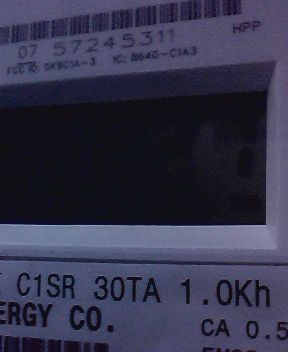 07 57245311
HPP
FCC ID: SK9C1A-3 IC: 864G-C1A3
C1SR 30TA 1.0Kh
ERGY CO.
CA 0.5